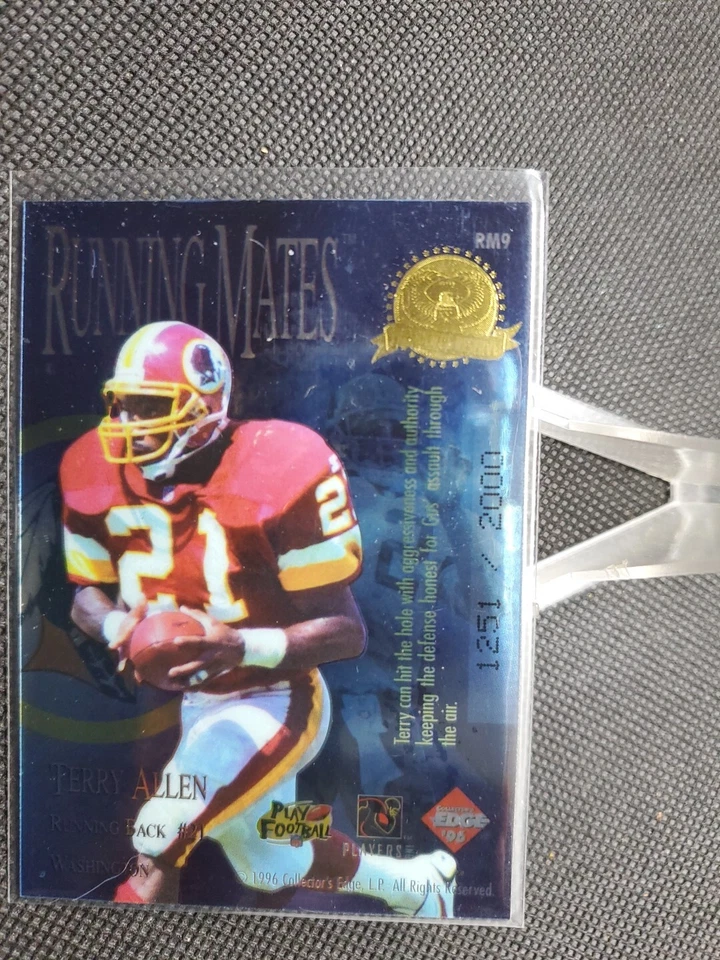 RUNNING MATES™
RM9
21
2
Terry can hit the hole with aggressiveness and authority
keeping the defense honest for Gus' assault through
the air.
1251 / 2000
TERRY ALLEN
RUNNING BACK #21
WASHINGTON
PLAY
FOOTBALL
PLAYERS
EDGE
'96
© 1996 Collector's Edge, L.P. All Rights Reserved.